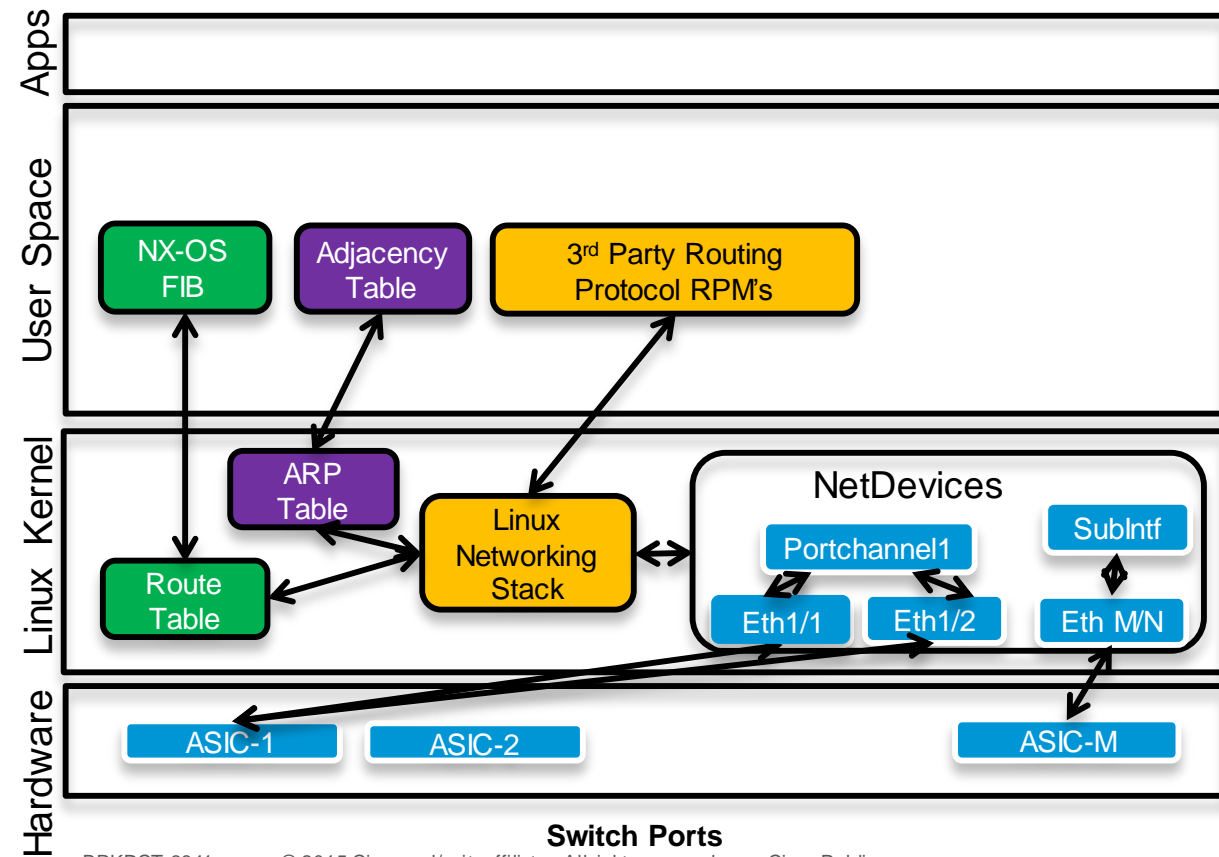 Apps
User Space
NX-OS
FIB
Adjacency
Table
3rd Party Routing
Protocol RPM's
Linux Kernel
ARP
Table
Route
Table
Linux
Networking
Stack
NetDevices
Portchannel1
SubIntf
Eth1/1
Eth1/2
Eth M/N
Hardware
ASIC-1
ASIC-2
ASIC-M
Switch Ports
© 2015